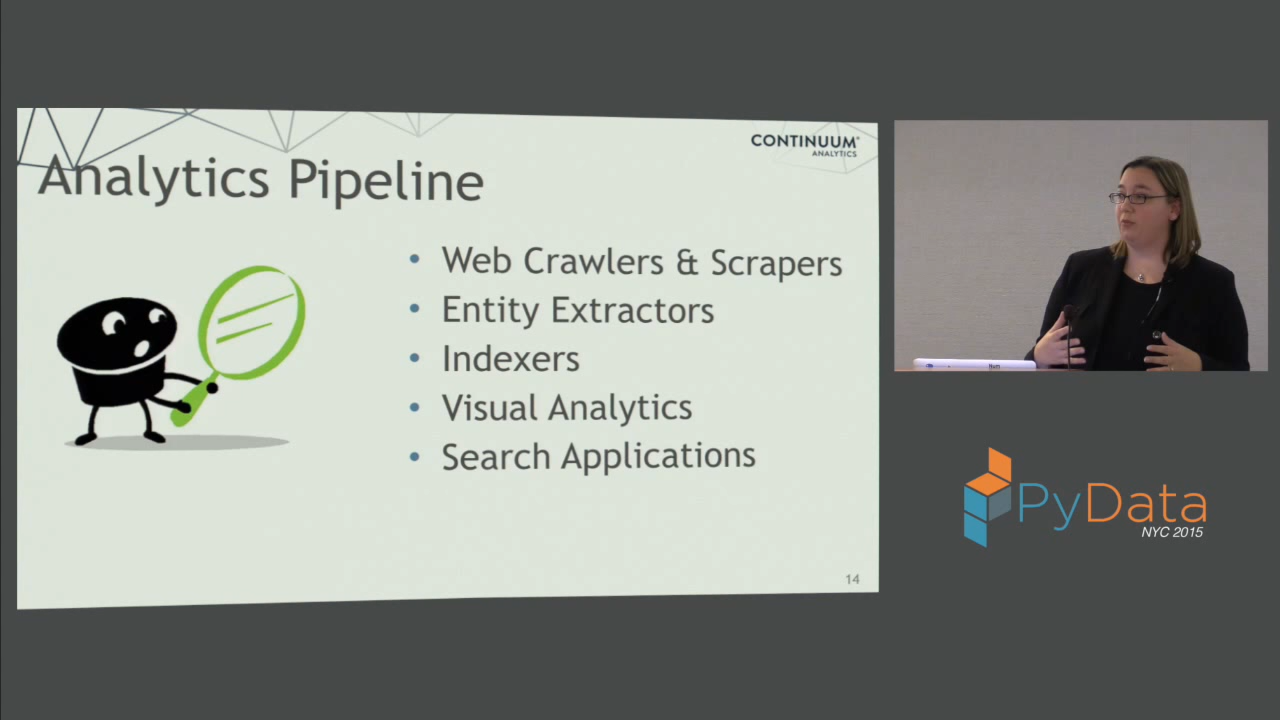 CONTINUUM®
ANALYTICS
Analytics Pipeline
• Web Crawlers & Scrapers
• Entity Extractors
• Indexers
• Visual Analytics
• Search Applications
14
PyData
NYC 2015